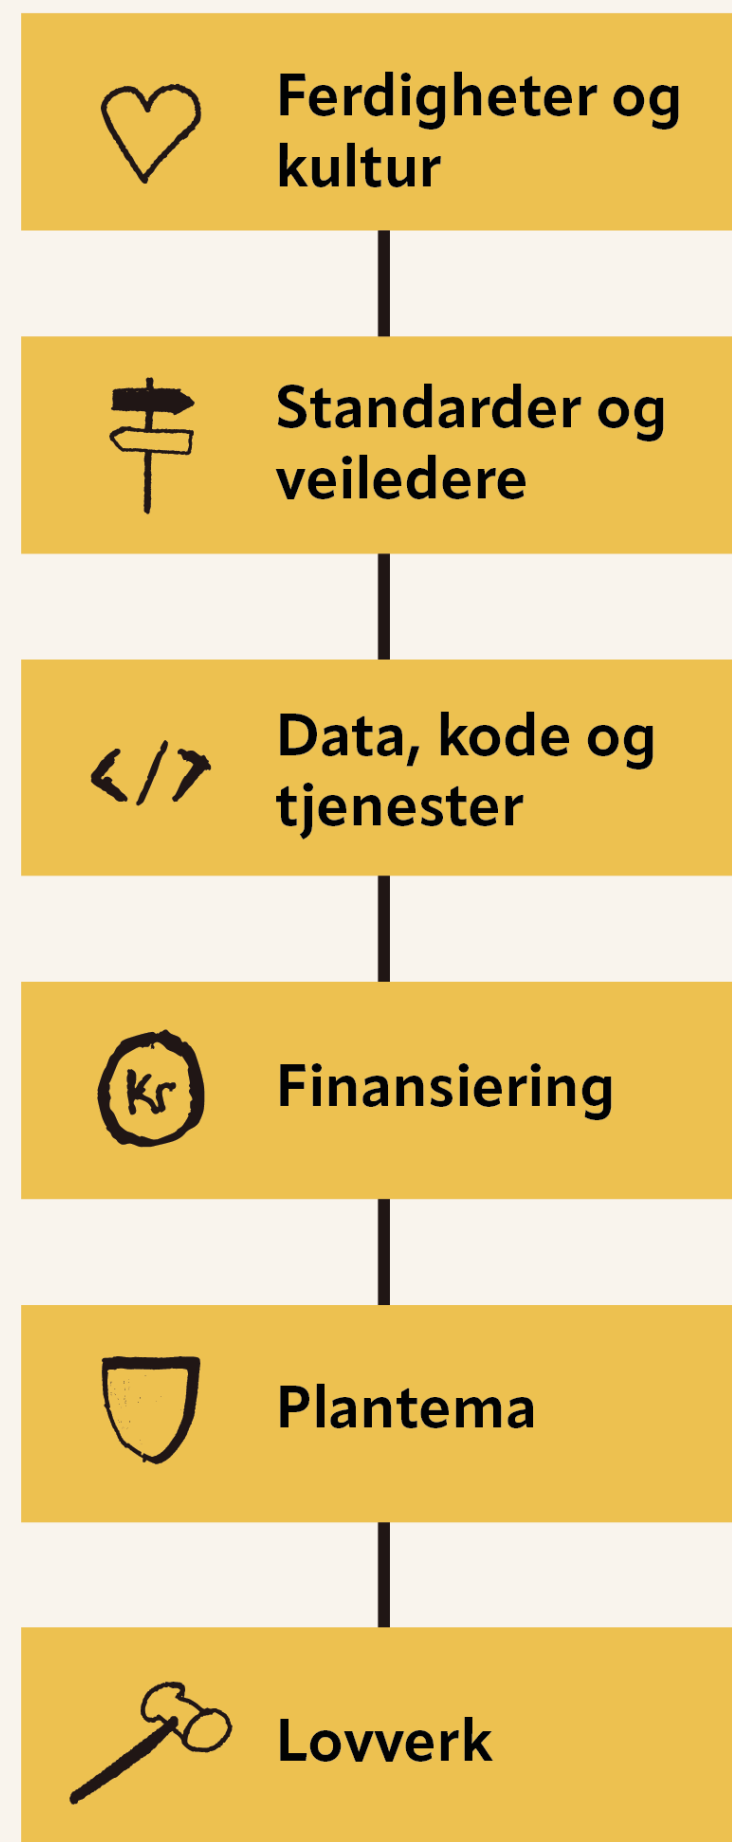 Ferdigheter og
kultur
Standarder og
veiledere
Data, kode og
tjenester
Kr
Finansiering
Plantema
Lovverk